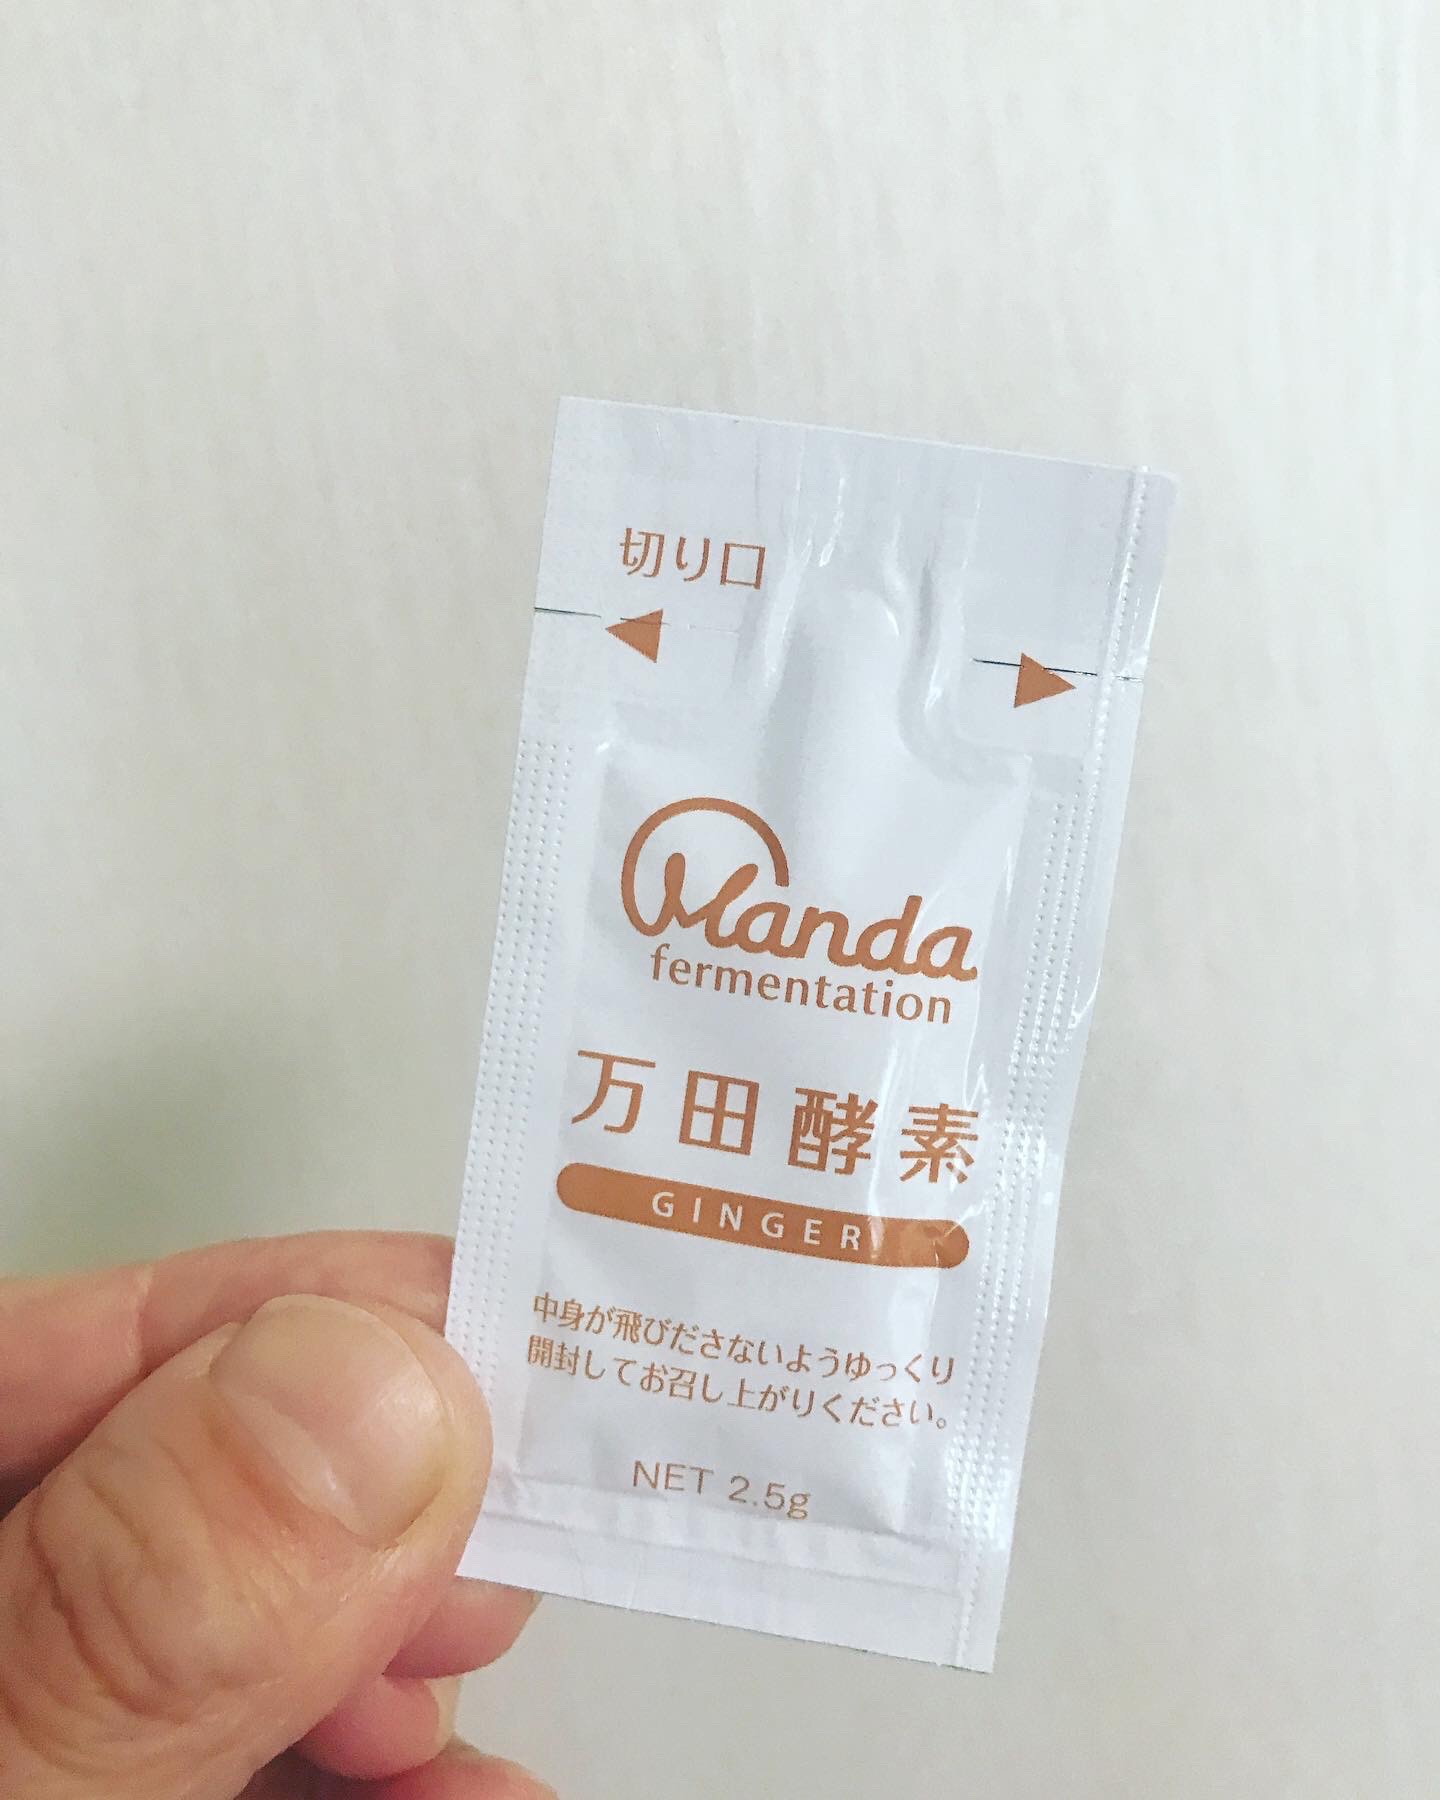 切り口
Manda
fermentation
万田酵素
GINGER
中身が飛びださないようゆっくり
開封してお召し上がりください。
NET 2.5g